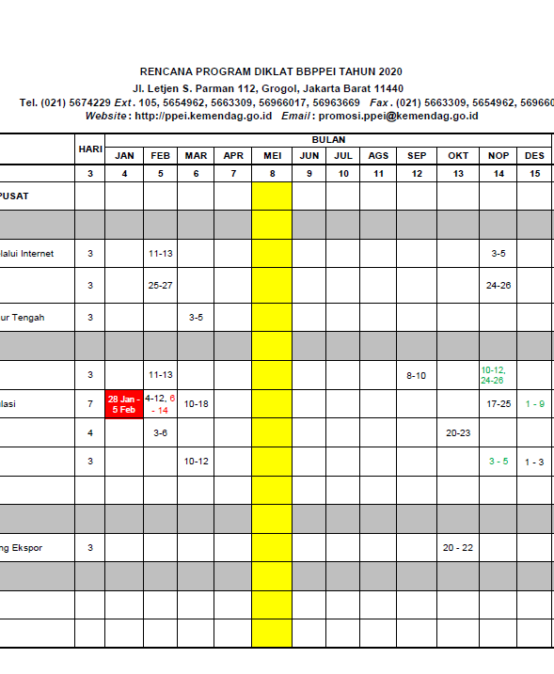 RENCANA PROGRAM DIKLAT BBPPEI TAHUN 2020
Jl. Letjen S. Parman 112, Grogol, Jakarta Barat 11440
Tel. (021) 5674229 Ext. 105, 5654962, 5663309, 56966017, 56963669 Fax. (021) 5663309, 5654962, 569660
Website: http://ppei.kemendag.go.id Email: promosi.ppei@kemendag.go.id
HARI BULAN
JAN FEB MAR APR MEI JUN JUL AGS SEP OKT NOP DES
3 4 5 6 7 8 9 10 11 12 13 14 15
PUSAT
lalui Internet 3 11-13 3-5
3 25-27 24-26
ur Tengah 3 3-5
3 11-13 8-10 10-12,
24-26
lasi 7 28 Jan - 4-12, 6 10-18 17-25 1 - 9
5 Feb - 14
4 3-6 20-23
3 10-12 3 - 5 1 - 3
ng Ekspor 3 20 - 22